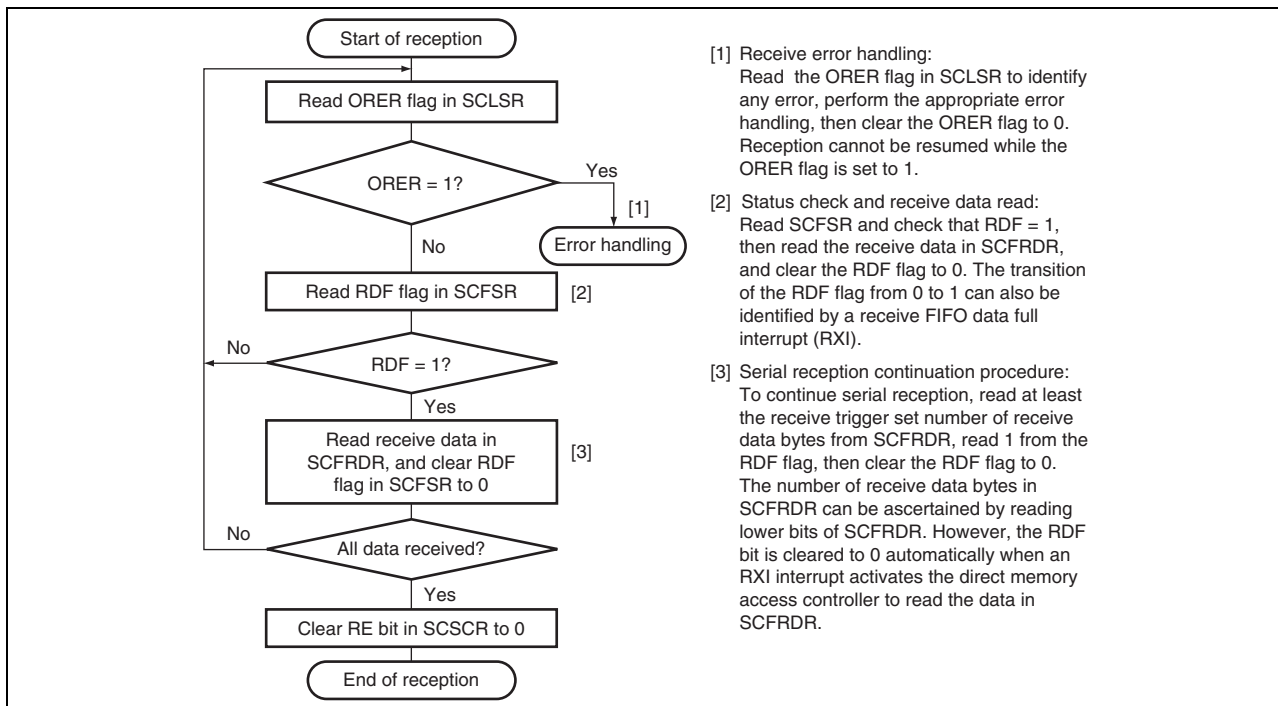 Start of reception
Read ORER flag in SCLSR
ORER = 1?
Yes
[1]
Error handling
No
Read RDF flag in SCFSR
[2]
No
RDF = 1?
Yes
Read receive data in
SCFRDR, and clear RDF
flag in SCFSR to 0
[3]
No
All data received?
Yes
Clear RE bit in SCSCR to 0
End of reception
[1] Receive error handling:
Read the ORER flag in SCLSR to identify
any error, perform the appropriate error
handling, then clear the ORER flag to 0.
Reception cannot be resumed while the
ORER flag is set to 1.
[2] Status check and receive data read:
Read SCFSR and check that RDF = 1,
then read the receive data in SCFRDR,
and clear the RDF flag to 0. The transition
of the RDF flag from 0 to 1 can also be
identified by a receive FIFO data full
interrupt (RXI).
[3] Serial reception continuation procedure:
To continue serial reception, read at least
the receive trigger set number of receive
data bytes from SCFRDR, read 1 from the
RDF flag, then clear the RDF flag to 0.
The number of receive data bytes in
SCFRDR can be ascertained by reading
lower bits of SCFRDR. However, the RDF
bit is cleared to 0 automatically when an
RXI interrupt activates the direct memory
access controller to read the data in
SCFRDR.